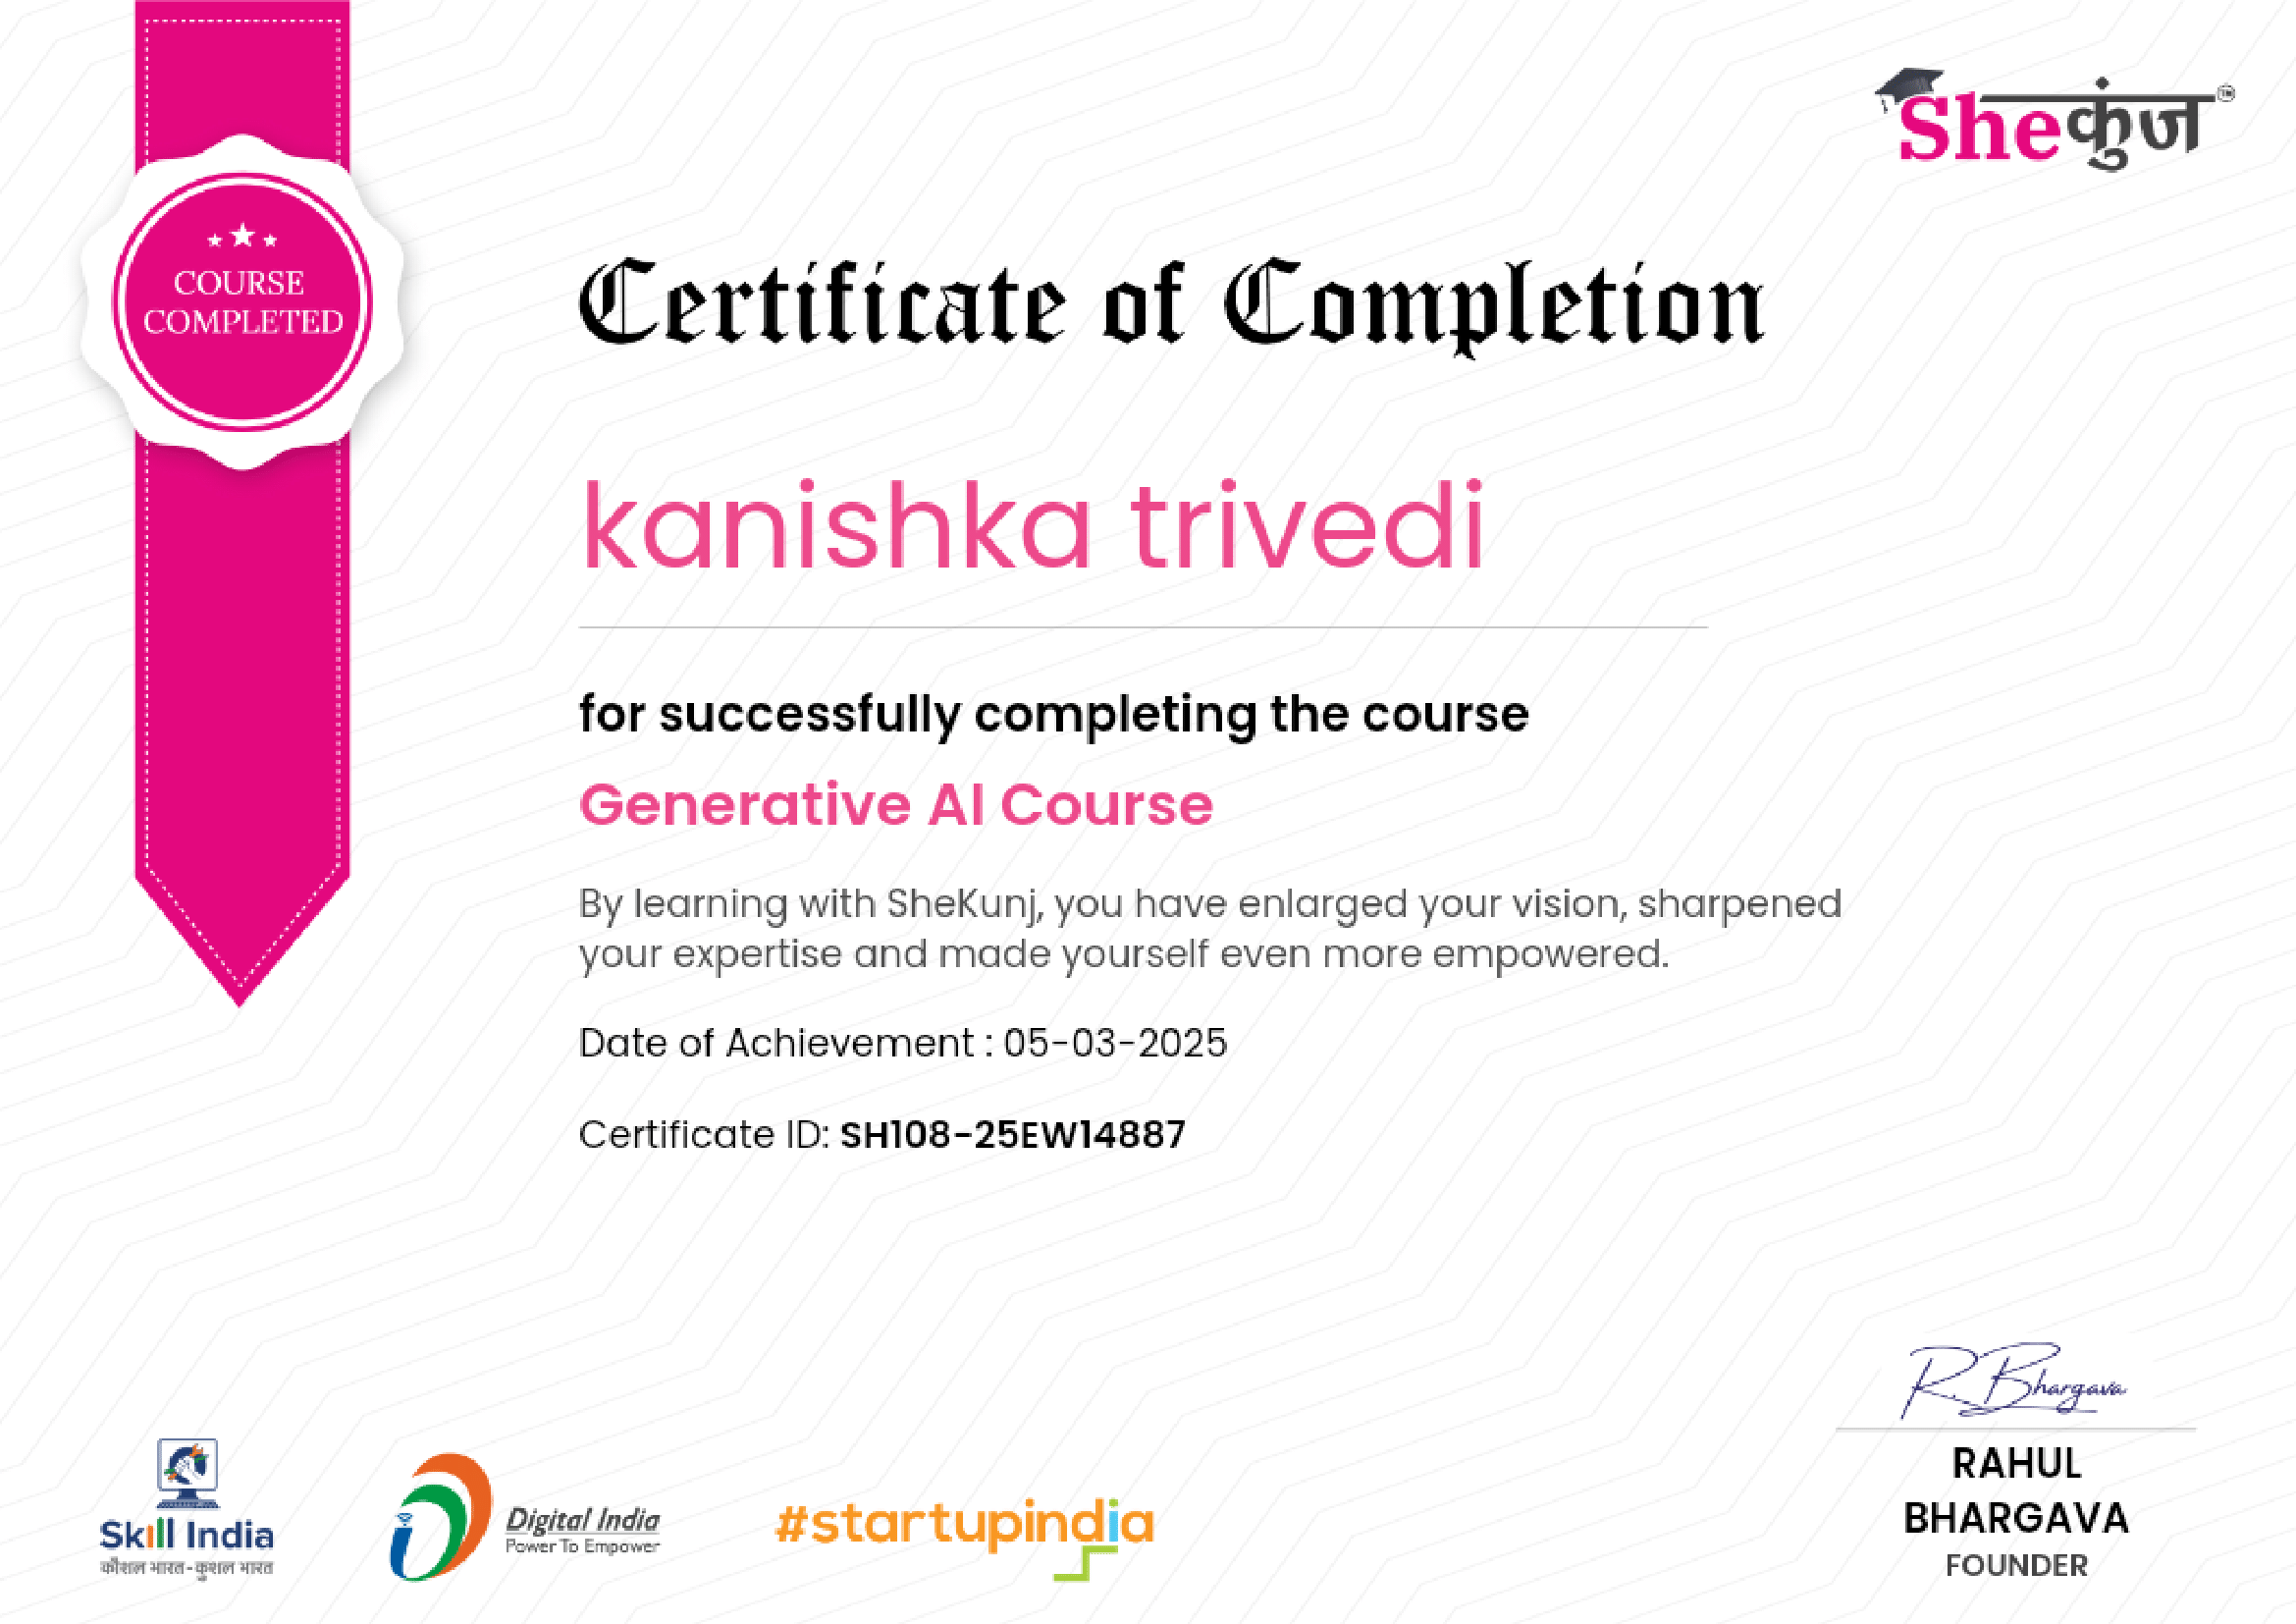 COURSE
COMPLETED
Sheकुंज™
Certificate of Completion
kanishka trivedi
for successfully completing the course
Generative AI Course
By learning with SheKunj, you have enlarged your vision, sharpened
your expertise and made yourself even more empowered.
Date of Achievement : 05-03-2025
Certificate ID: SH108-25EW14887
Skill India
कौशल भारत-कुशल भारत
Digital India
Power To Empower
#startupindia
R. Bhargava
RAHUL
BHARGAVA
FOUNDER